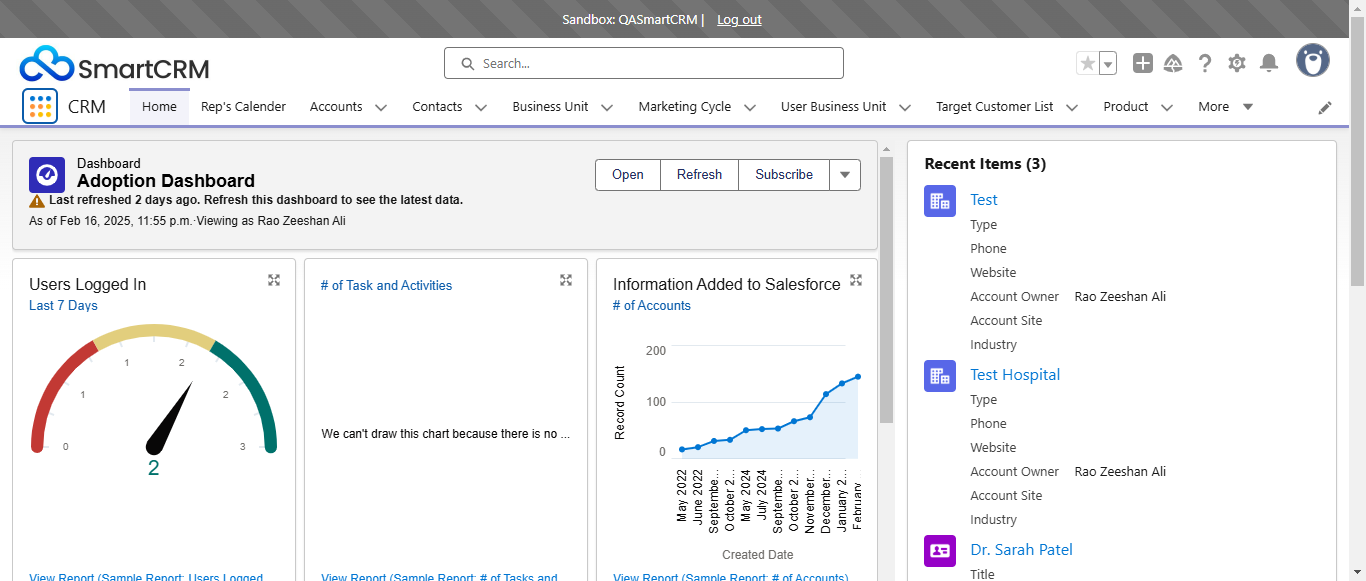 Sandbox: QASmartCRM | Log out
SmartCRM
Search...
CRM
Home Rep's Calender Accounts Contacts Business Unit Marketing Cycle User Business Unit Target Customer List Product More
Dashboard
Adoption Dashboard
Last refreshed 2 days ago. Refresh this dashboard to see the latest data.
As of Feb 16, 2025, 11:55 p.m.·Viewing as Rao Zeeshan Ali
Open Refresh Subscribe
Users Logged In
Last 7 Days
0 1 1 2 2 3
2
View Report (Sample Report: Users Logged
# of Task and Activities
We can't draw this chart because there is no ...
View Report (Sample Report: # of Tasks and
Information Added to Salesforce
# of Accounts
Record Count
200
100
0
May 2022
June 2022
Septembe...
October 2...
May 2024
July 2024
Septembe...
October 2...
November...
December...
January 2...
February
Created Date
View Report (Sample Report: # of Accounts)
Recent Items (3)
Test
Type
Phone
Website
Account Owner Rao Zeeshan Ali
Account Site
Industry
Test Hospital
Type
Phone
Website
Account Owner Rao Zeeshan Ali
Account Site
Industry
Dr. Sarah Patel
Title